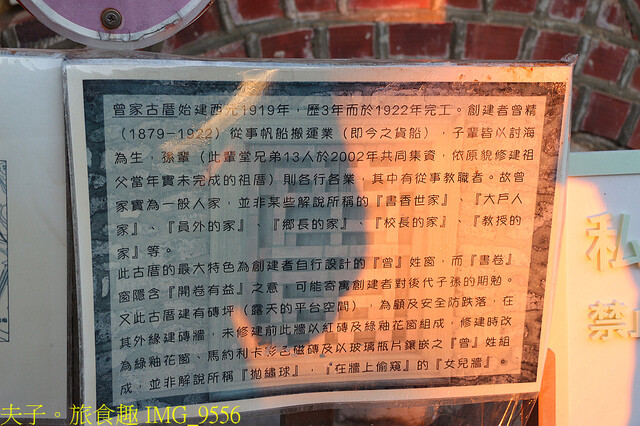 曾家古厝始建西元1919年，歷3年而於1922年完工。創建者曾精
（1879－1922）從事帆船搬運業（即今之貨船），子輩皆以討海
為生，孫輩（此輩堂兄弟13人於2002年共同集資，依原貌修建祖
父當年實未完成的祖厝）則各行各業，其中有從事教職者。故曾
家實為一般人家，並非某些解說所稱的『書香世家』、『大戶人
家』、『員外的家』、『鄉長的家』、『校長的家』、『教授的
家』等。
此古厝的最大特色為創建者自行設計的『曾』姓窗，而『書卷』
窗隱含『開卷有益』之意，可能寄寓創建者對後代子孫的期勉。
又此古厝建有磚坪（露天的平台空間），為顧及安全防跌落，在
其外緣建磚牆，未修建前此牆以紅磚及綠釉花窗組成，修建時改
為綠釉花窗、馬約利卡彩色磁磚及以玻璃瓶片鑲嵌之『曾』姓組
成，並非解說所稱『拋繡球』，『在牆上偷窺』的『女兒牆』。
私
禁止
夫子。旅食趣 IMG_9556